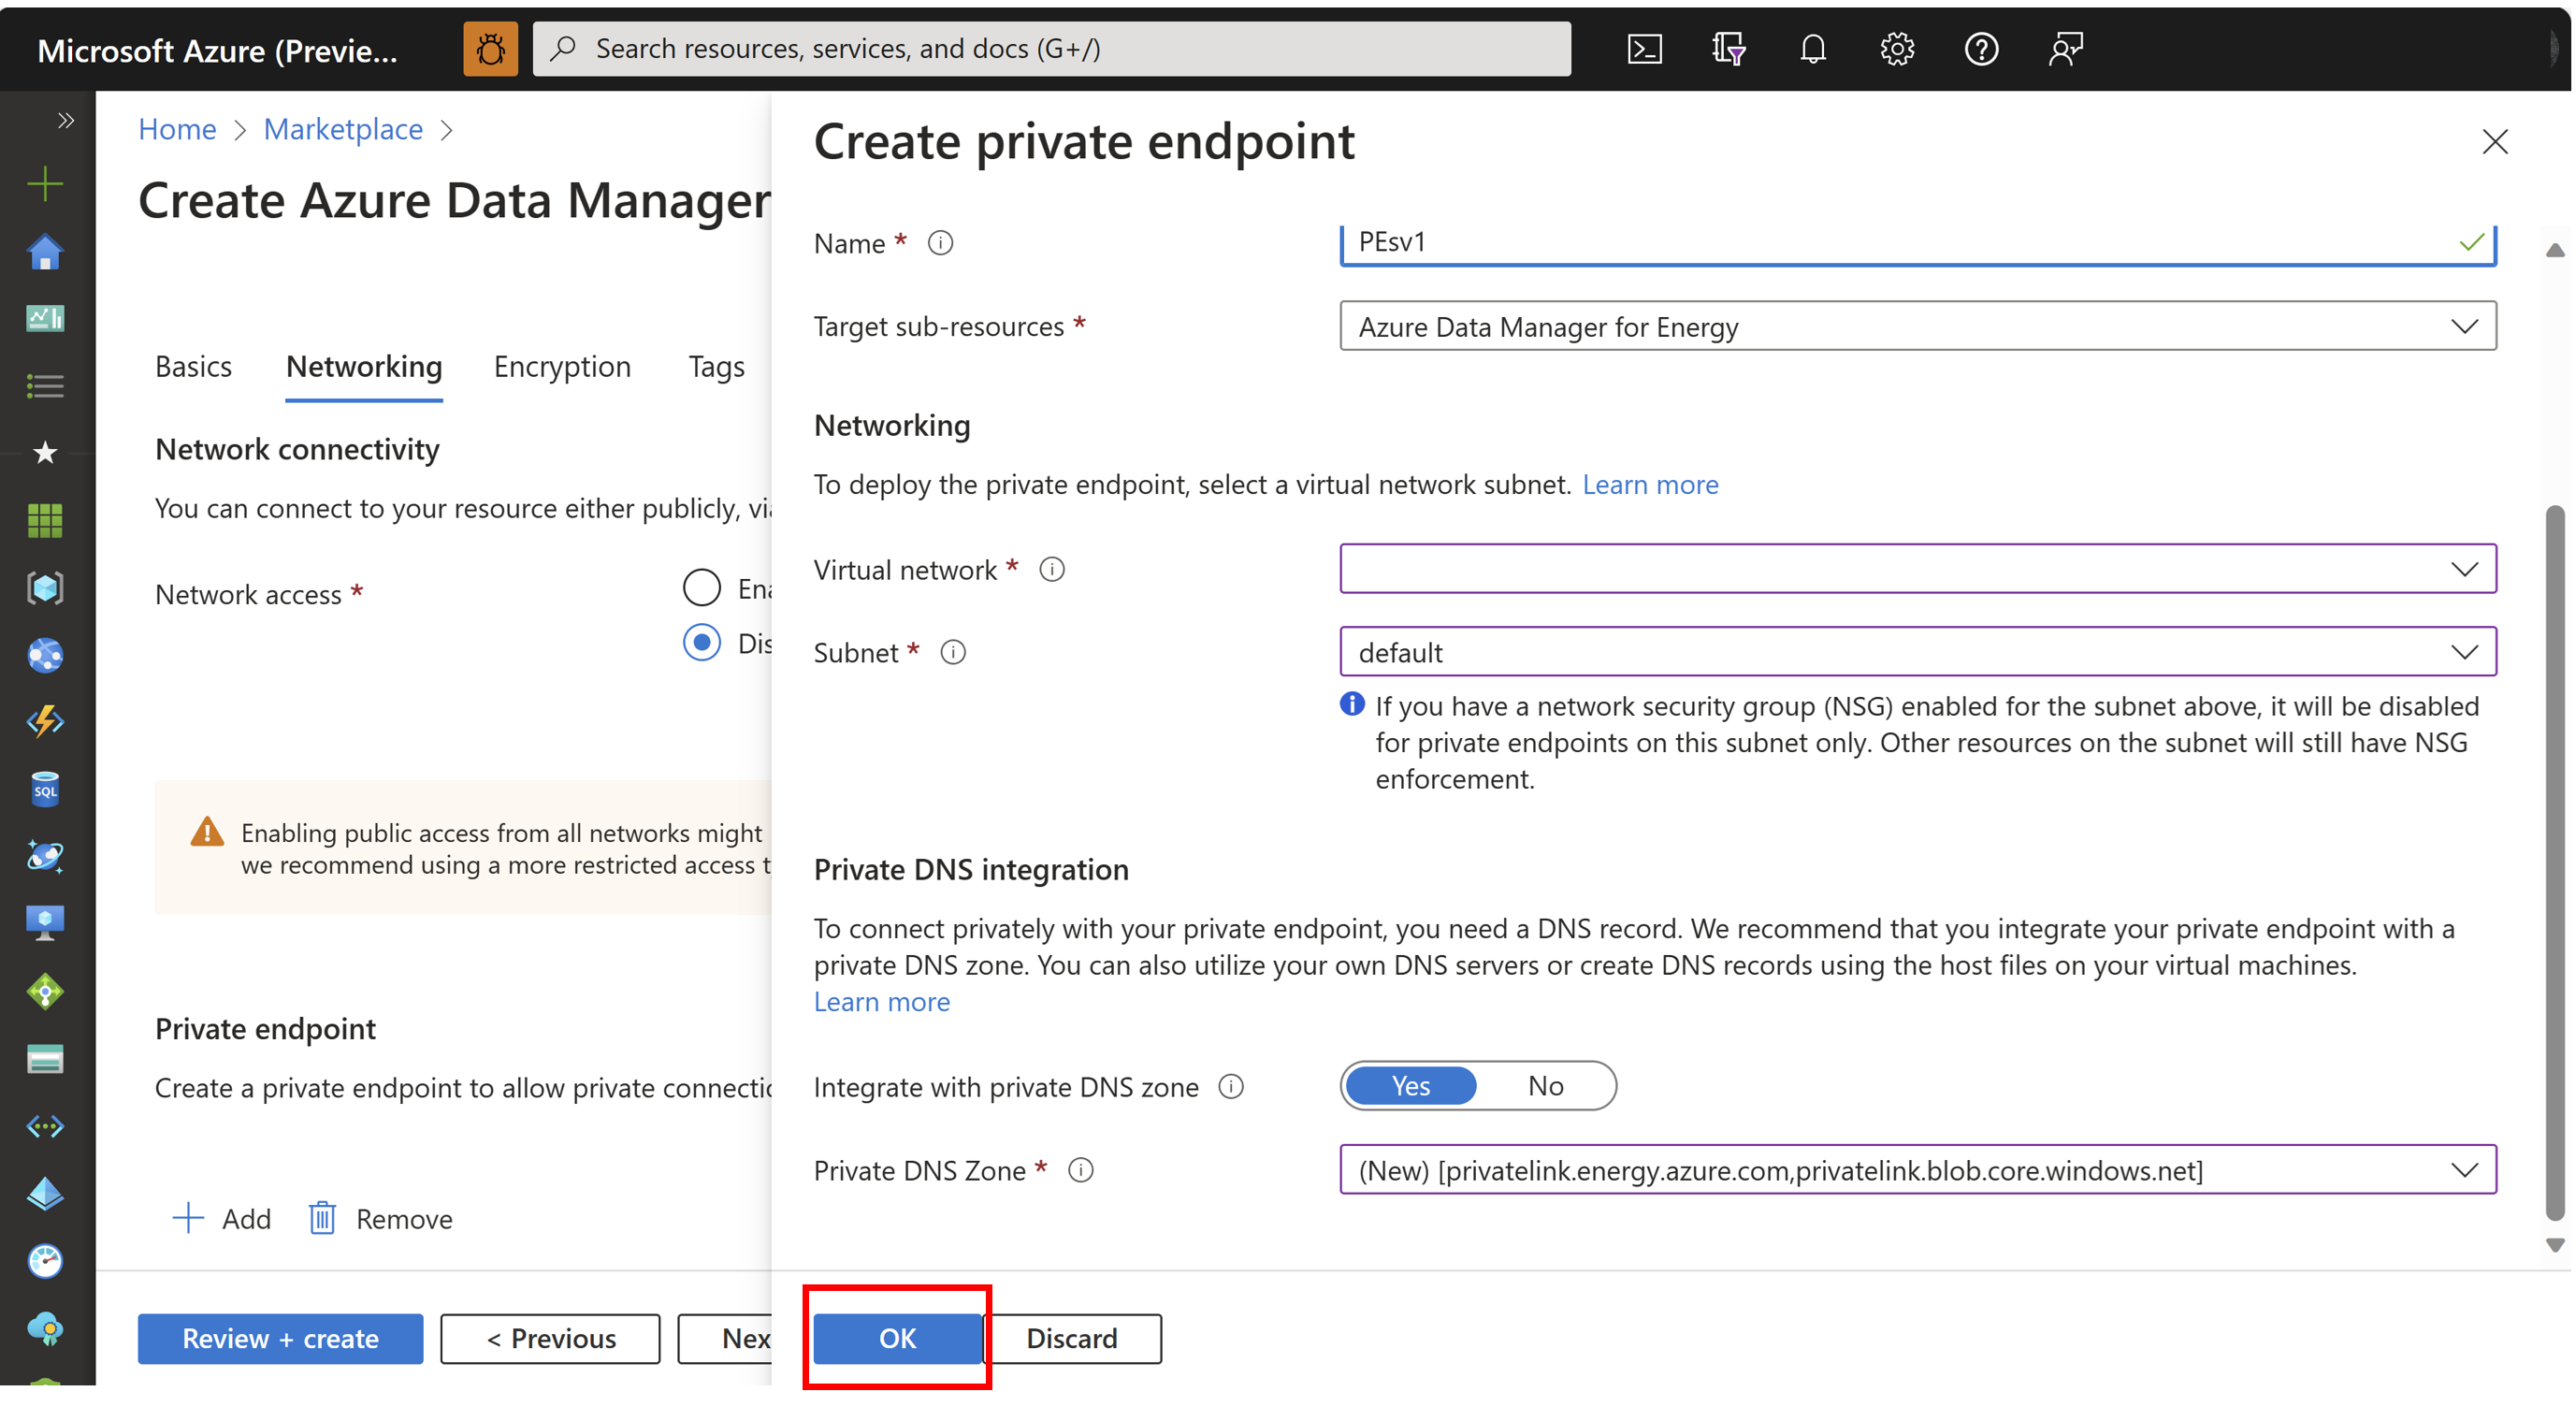 Microsoft Azure (Previe...
Search resources, services, and docs (G+/)
Home > Marketplace >
Create Azure Data Manager
Basics Networking Encryption Tags
Network connectivity
You can connect to your resource either publicly,
Network access *
Enabling public access from all networks might
we recommend using a more restricted access
Private endpoint
Create a private endpoint to allow private
Add Remove
Review + create < Previous
SQL
Create private endpoint
Name * PEsv1
Target sub-resources * Azure Data Manager for Energy
Networking
To deploy the private endpoint, select a virtual network subnet. Learn more
Virtual network *
Subnet * default
If you have a network security group (NSG) enabled for the subnet above, it will be disabled
for private endpoints on this subnet only. Other resources on the subnet will still have NSG
enforcement.
Private DNS integration
To connect privately with your private endpoint, you need a DNS record. We recommend that you integrate your private endpoint with a
private DNS zone. You can also utilize your own DNS servers or create DNS records using the host files on your virtual machines.
Learn more
Integrate with private DNS zone Yes No
Private DNS Zone * (New) [privatelink.energy.azure.com,privatelink.blob.core.windows.net]
OK Discard